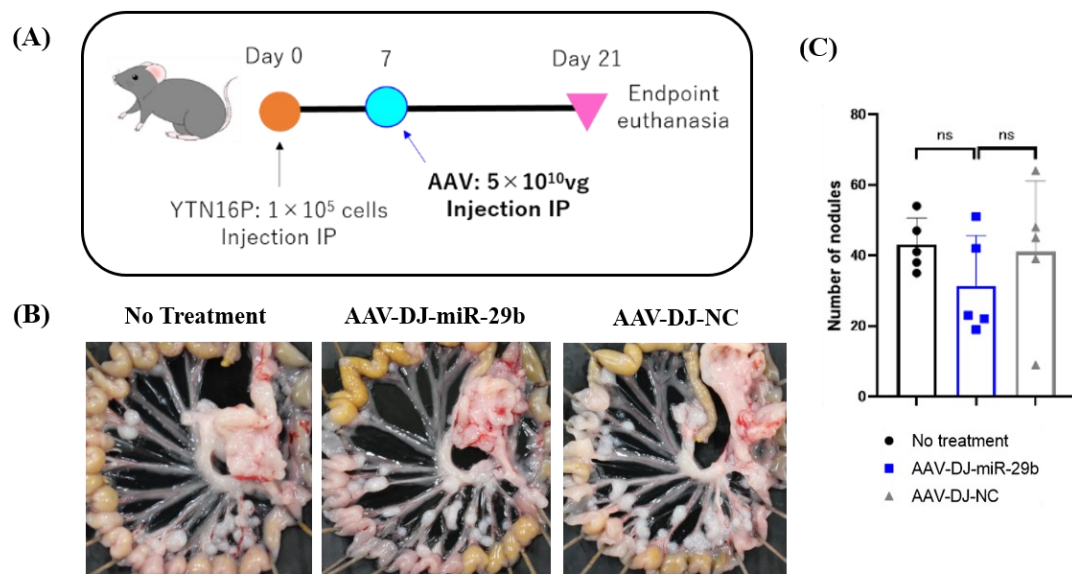 (A)
Day 0
7
Day 21
Endpoint
euthanasia
YTN16P: 1×10⁵ cells
Injection IP
AAV: 5×10¹⁰vg
Injection IP
(B)
No Treatment
AAV-DJ-miR-29b
AAV-DJ-NC
(C)
ns
ns
Number of nodules
80
60
40
20
0
No treatment
AAV-DJ-miR-29b
AAV-DJ-NC